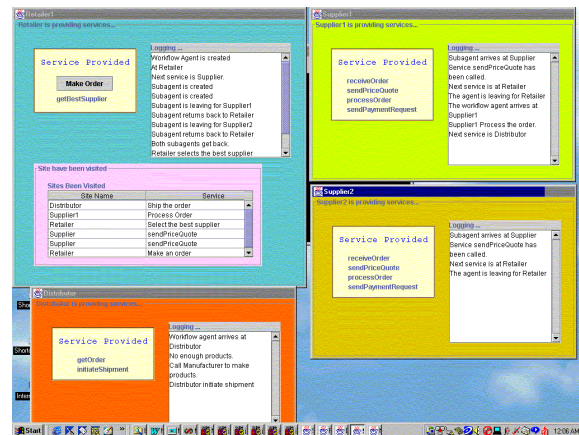 Retailer1
Retailer is providing services...
Service Provided
Make Order
getBestSupplier
Logging ...
Workflow Agent is created
At Retailer
Next service is Supplier.
Subagent is created
Subagent is created
Subagent is leaving for Supplier1
Subagent returns back to Retailer
Subagent is leaving for Supplier2
Subagent returns back to Retailer
Both subagents get back.
Retailer selects the best supplier
Site have been visited
Sites Been Visited
Site Name Service
Distributor Ship the order
Supplier1 Process Order
Retailer Select the best supplier
Supplier sendPriceQuote
Supplier sendPriceQuote
Retailer Make an order
Supplier1
Supplier1 is providing services...
Service Provided
receiveOrder
sendPriceQuote
processOrder
sendPaymentRequest
Logging ...
Subagent arrives at Supplier
Service sendPriceQuote has
been called.
Next service is at Retailer
The agent is leaving for Retailer
The workflow agent arrives at
Supplier1
Supplier1 Process the order.
Next service is Distributor
Supplier2
Supplier2 is providing services...
Service Provided
receiveOrder
sendPriceQuote
processOrder
sendPaymentRequest
Logging ...
Subagent arrives at Supplier
Service sendPriceQuote has
been called.
Next service is at Retailer
The agent is leaving for Retailer
Distributor
Distributor is providing services...
Service Provided
getOrder
initiateShipment
Logging ...
Workflow agent arrives at
Distributor
No enough products.
Call Manufacturer to make
products.
Distributor initiate shipment
Sho
Shortc
Intern
Start
12:06 AM